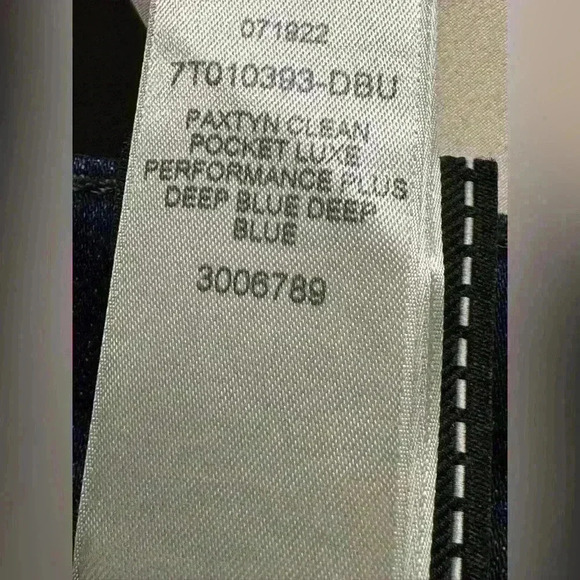 071922
7T010393-DBU
PAXTYN CLEAN
POCKET LUXE
PERFORMANCE PLUS
DEEP BLUE DEEP
BLUE
3006789